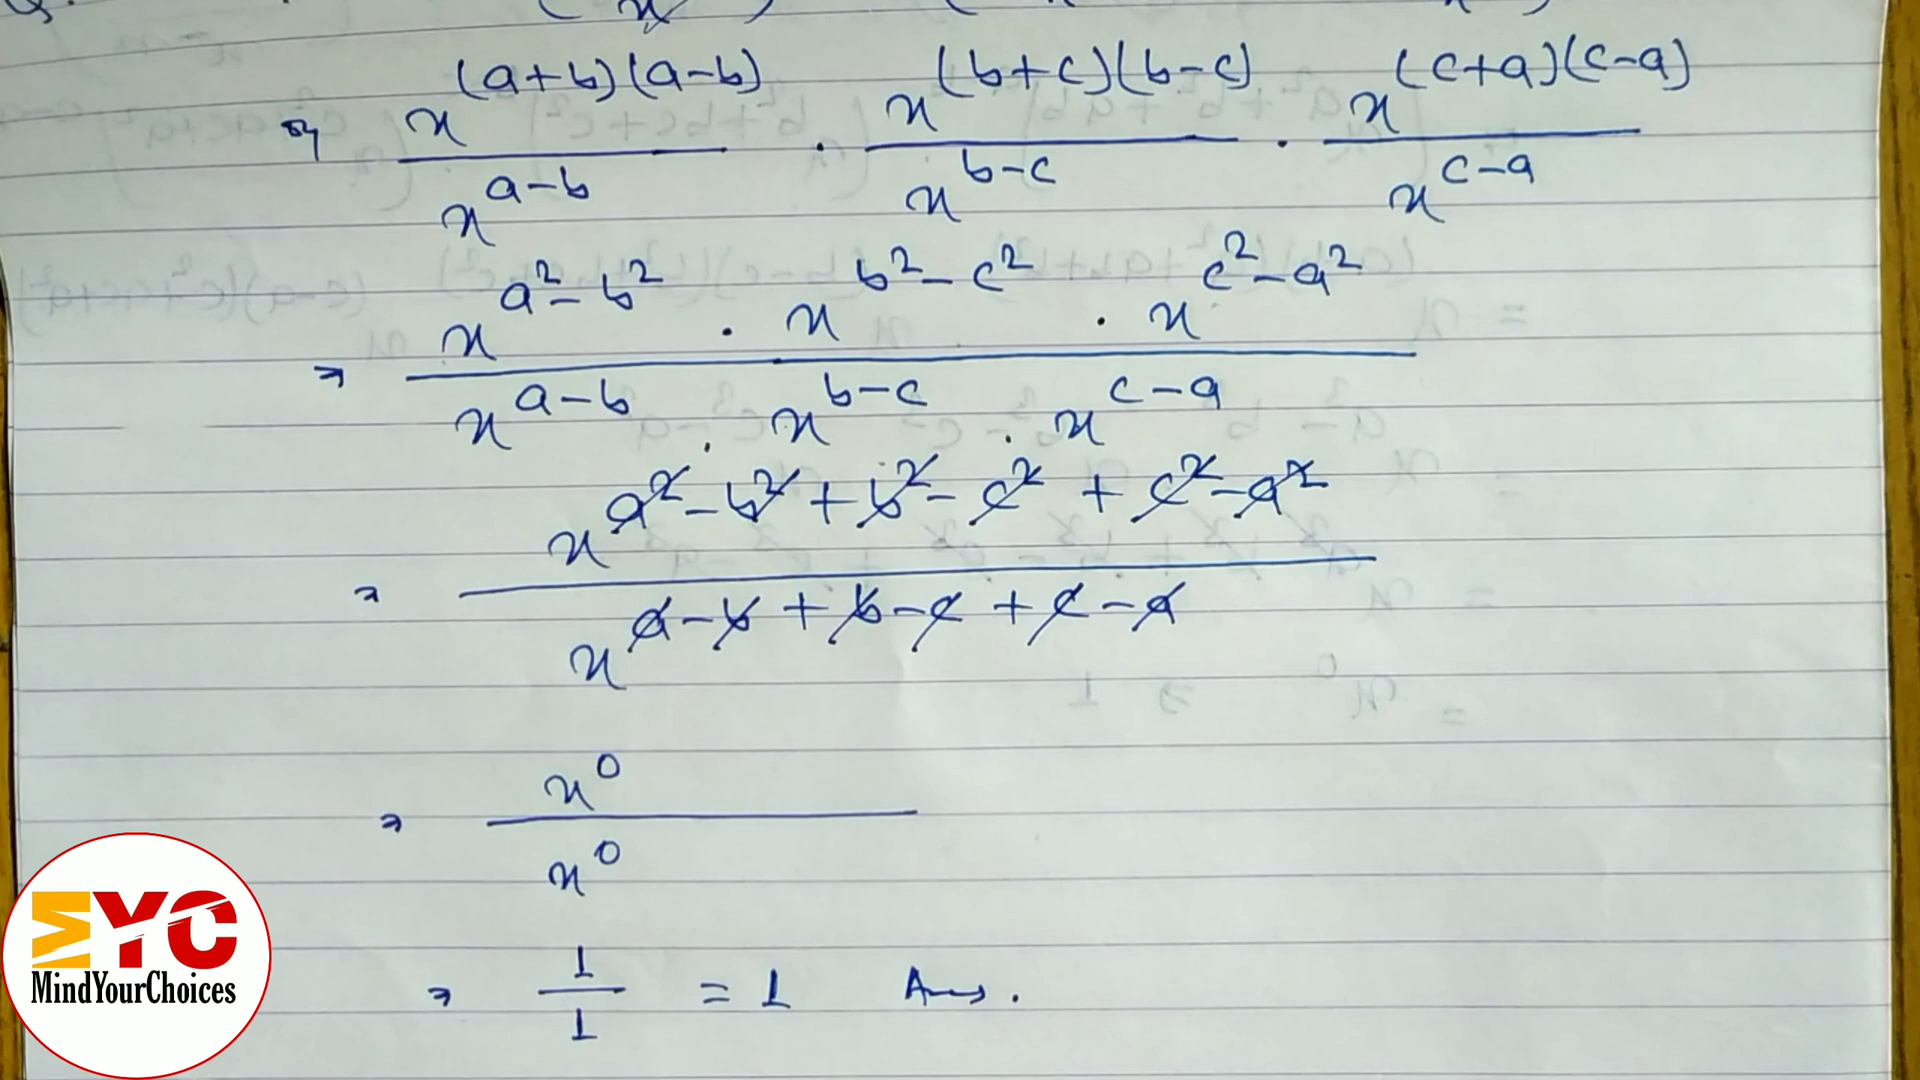 x^(a+b)(a-b) / x^(a-b) . x^(b+c)(b-c) / x^(b-c) . x^(c+a)(c-a) / x^(c-a)
⇒ x^(a²-b²) . x^(b²-c²) . x^(c²-a²) / x^(a-b) . x^(b-c) . x^(c-a)
⇒ x^(a²-b²+b²-c²+c²-a²) / x^(a-b+b-c+c-a)
⇒ x^0 / x^0
⇒ 1/1 = 1 Ans.
MYC
MindYourChoices